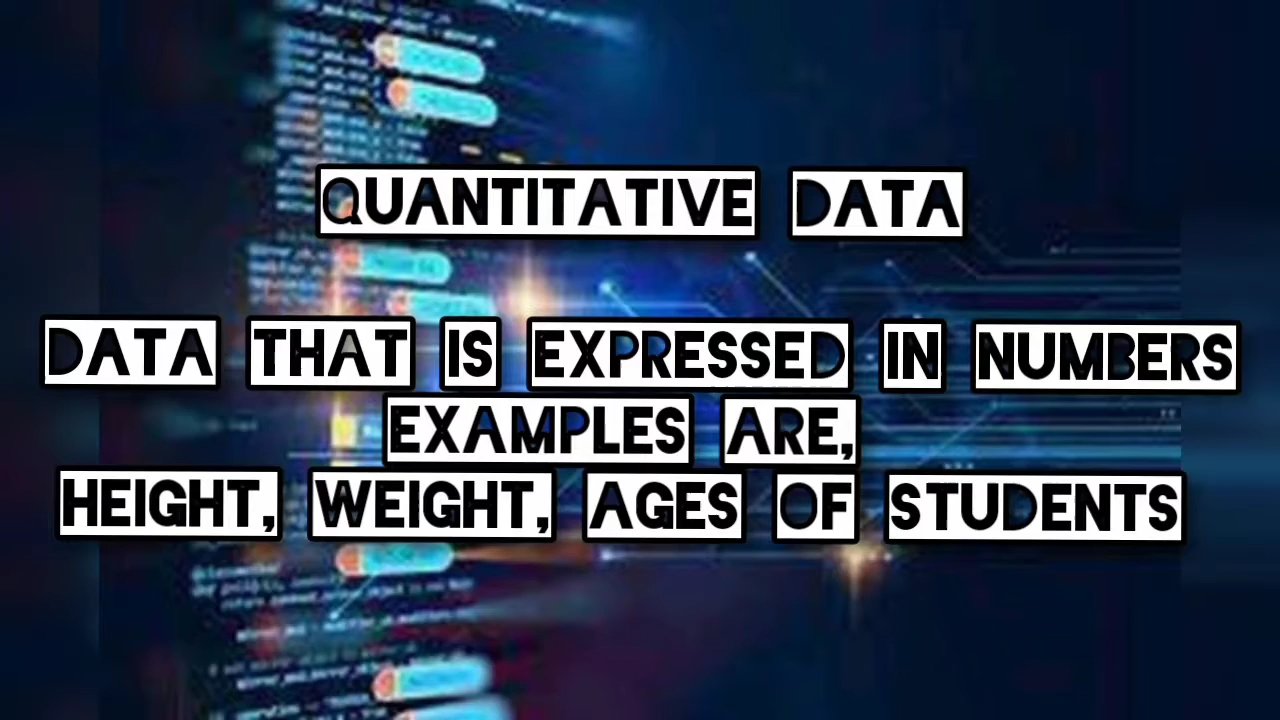 QUANTITATIVE DATA
DATA THAT IS EXPRESSED IN NUMBERS
EXAMPLES ARE,
HEIGHT, WEIGHT, AGES OF STUDENTS